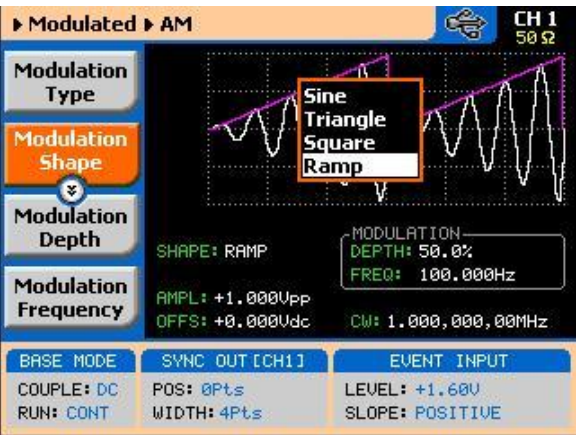 Modulated AM
CH 1
50 Ω
Modulation
Type
Modulation
Shape
Modulation
Depth
Modulation
Frequency
Sine
Triangle
Square
Ramp
SHAPE: RAMP
MODULATION
DEPTH: 50.0%
FREQ: 100.000Hz
AMPL: +1.000Vpp
OFFS: +0.000Vdc
CW: 1.000,000,00MHz
BASE MODE
COUPLE: DC
RUN: CONT
SYNC OUT [CH1]
POS: 0Pts
WIDTH: 4Pts
EVENT INPUT
LEVEL: +1.60V
SLOPE: POSITIVE